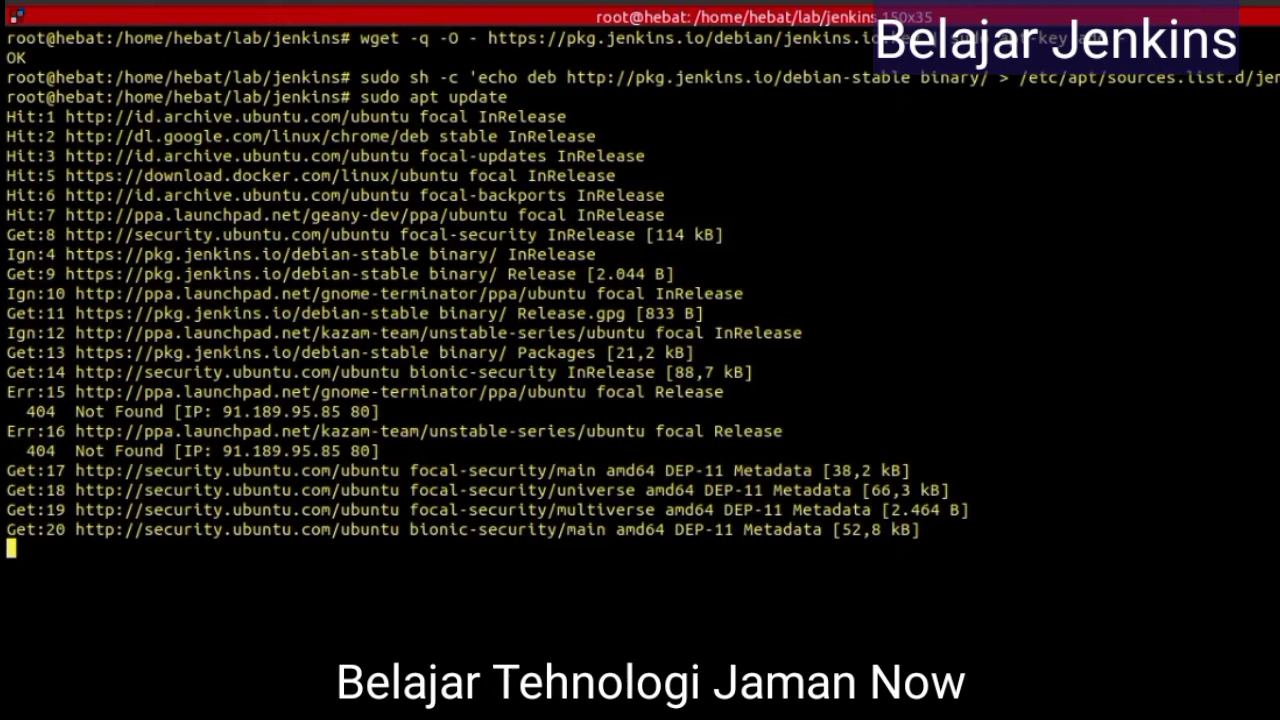 root@hebat: /home/hebat/lab/jenkins 150x35
Belajar Jenkins
root@hebat:/home/hebat/lab/jenkins# wget -q -O - https://pkg.jenkins.io/debian/jenkins.io
OK
root@hebat:/home/hebat/lab/jenkins# sudo sh -c 'echo deb http://pkg.jenkins.io/debian-stable binary/ > /etc/apt/sources.list.d/jen
root@hebat:/home/hebat/lab/jenkins# sudo apt update
Hit:1 http://id.archive.ubuntu.com/ubuntu focal InRelease
Hit:2 http://dl.google.com/linux/chrome/deb stable InRelease
Hit:3 http://id.archive.ubuntu.com/ubuntu focal-updates InRelease
Hit:5 https://download.docker.com/linux/ubuntu focal InRelease
Hit:6 http://id.archive.ubuntu.com/ubuntu focal-backports InRelease
Hit:7 http://ppa.launchpad.net/geany-dev/ppa/ubuntu focal InRelease
Get:8 http://security.ubuntu.com/ubuntu focal-security InRelease [114 kB]
Ign:4 https://pkg.jenkins.io/debian-stable binary/ InRelease
Get:9 https://pkg.jenkins.io/debian-stable binary/ Release [2.044 B]
Ign:10 http://ppa.launchpad.net/gnome-terminator/ppa/ubuntu focal InRelease
Get:11 https://pkg.jenkins.io/debian-stable binary/ Release.gpg [833 B]
Ign:12 http://ppa.launchpad.net/kazam-team/unstable-series/ubuntu focal InRelease
Get:13 https://pkg.jenkins.io/debian-stable binary/ Packages [21,2 kB]
Get:14 http://security.ubuntu.com/ubuntu bionic-security InRelease [88,7 kB]
Err:15 http://ppa.launchpad.net/gnome-terminator/ppa/ubuntu focal Release
404 Not Found [IP: 91.189.95.85 80]
Err:16 http://ppa.launchpad.net/kazam-team/unstable-series/ubuntu focal Release
404 Not Found [IP: 91.189.95.85 80]
Get:17 http://security.ubuntu.com/ubuntu focal-security/main amd64 DEP-11 Metadata [38,2 kB]
Get:18 http://security.ubuntu.com/ubuntu focal-security/universe amd64 DEP-11 Metadata [66,3 kB]
Get:19 http://security.ubuntu.com/ubuntu focal-security/multiverse amd64 DEP-11 Metadata [2.464 B]
Get:20 http://security.ubuntu.com/ubuntu bionic-security/main amd64 DEP-11 Metadata [52,8 kB]
Belajar Tehnologi Jaman Now